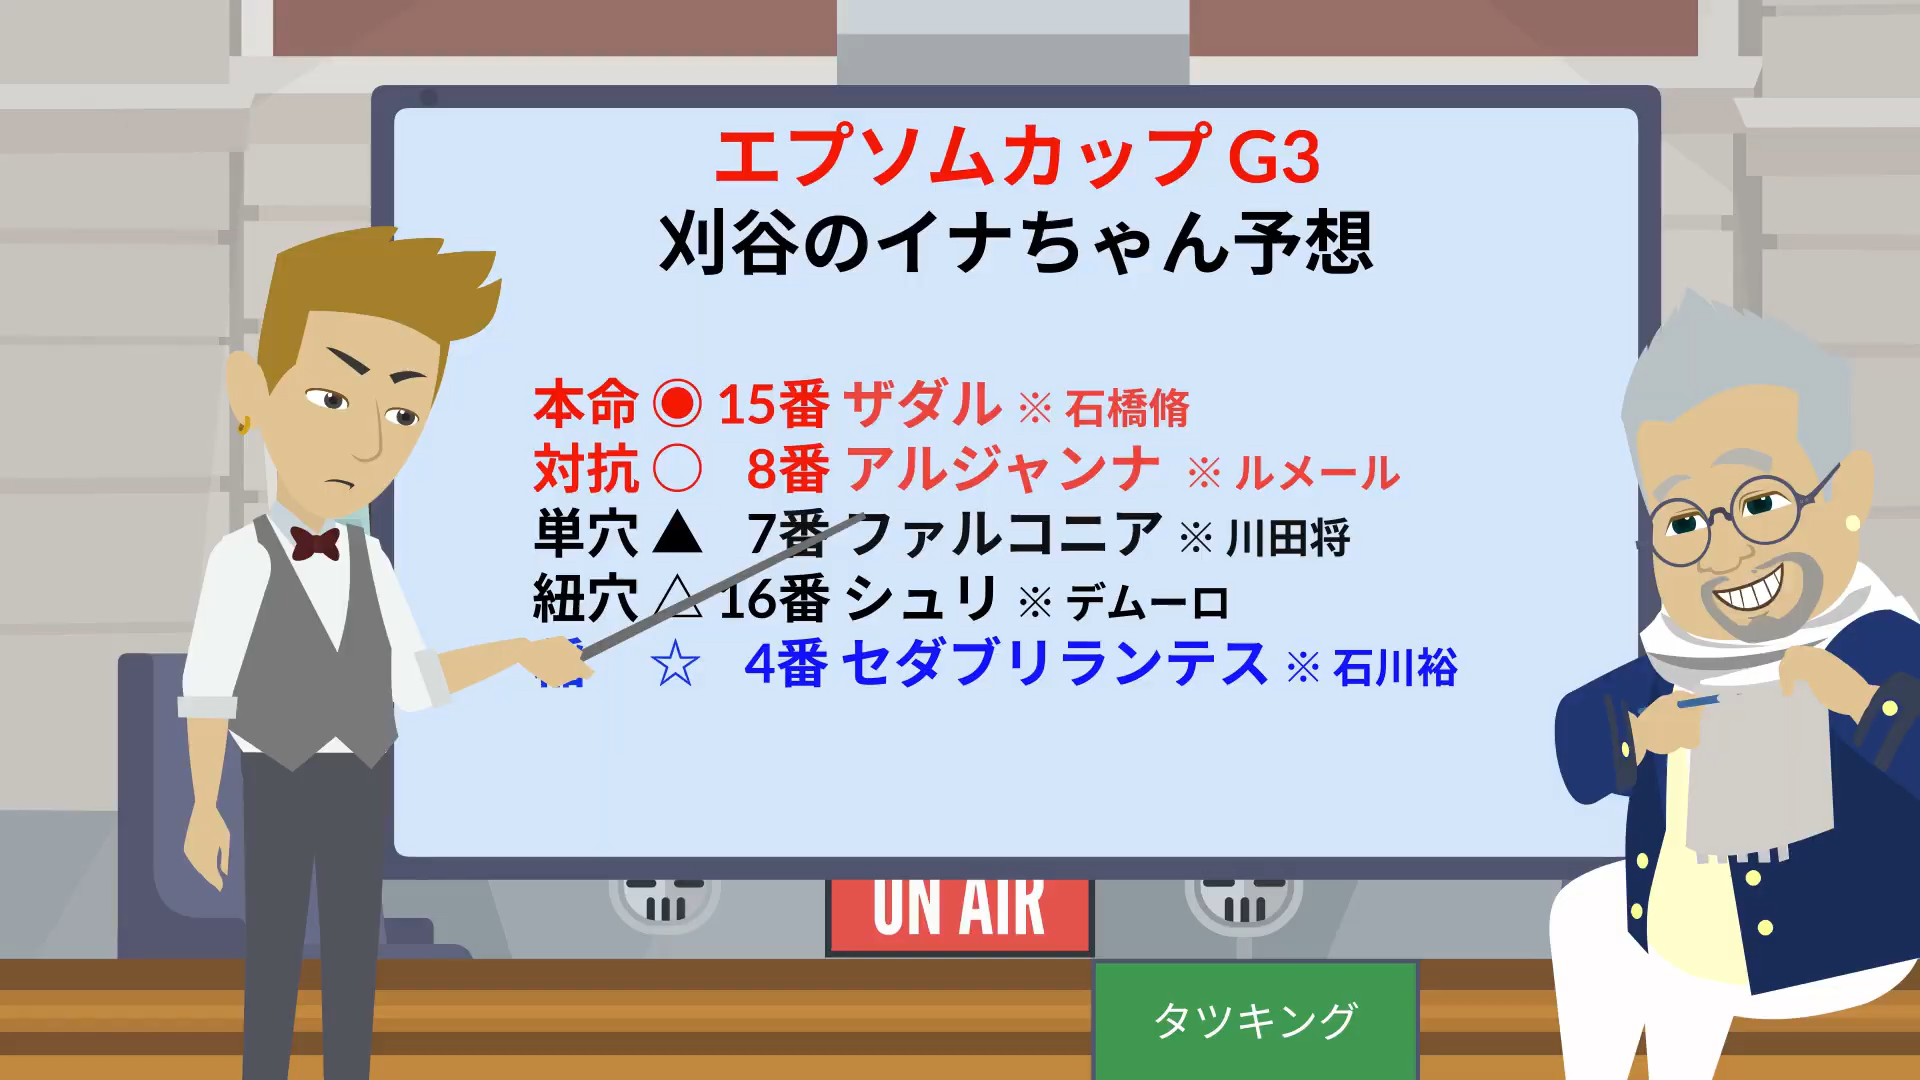 エプソムカップ G3
刈谷のイナちゃん予想
本命 ◉ 15番 ザダル ※ 石橋脩
対抗 ○ 8番 アルジャンナ ※ ルメール
単穴 ▲ 7番 ファルコニア ※ 川田将
紐穴 △ 16番 シュリ ※ デムーロ
☆ 4番 セダブリランテス ※ 石川裕
ON AIR
タツキング